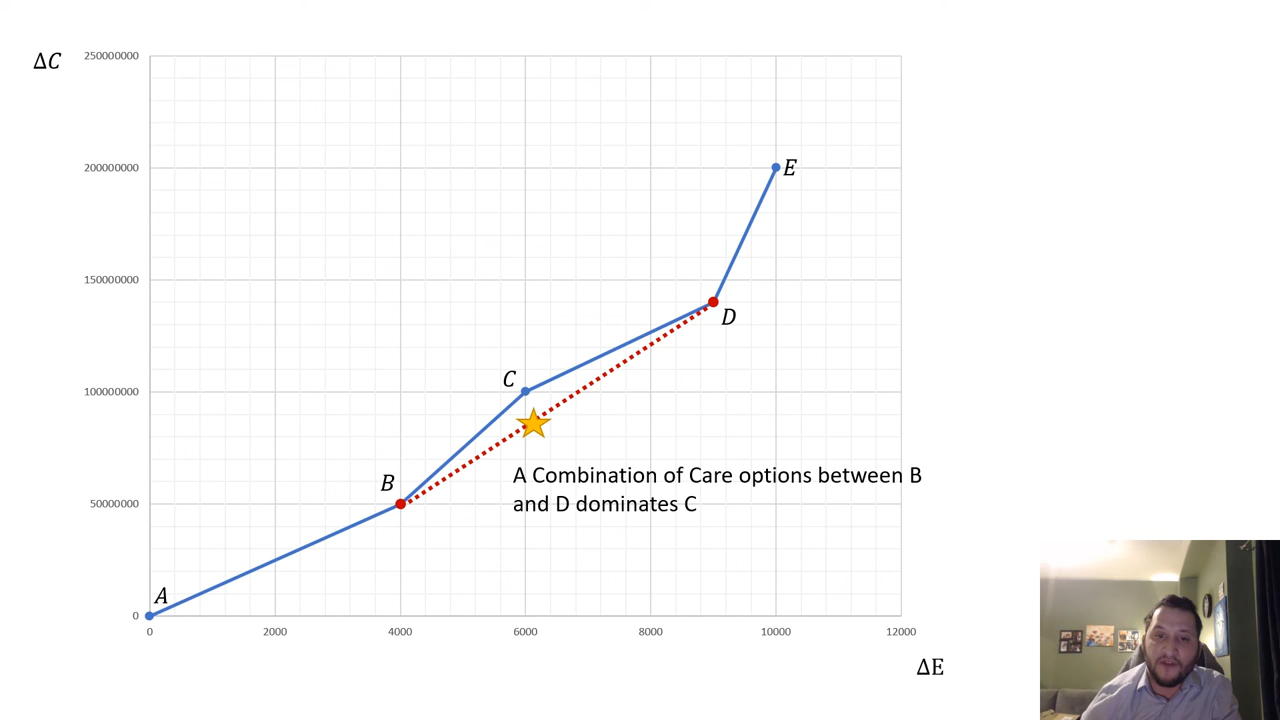 ΔC
250000000
200000000
E
150000000
D
C
100000000
B
A Combination of Care options between B
and D dominates C
50000000
A
0
0 2000 4000 6000 8000 10000 12000
ΔE